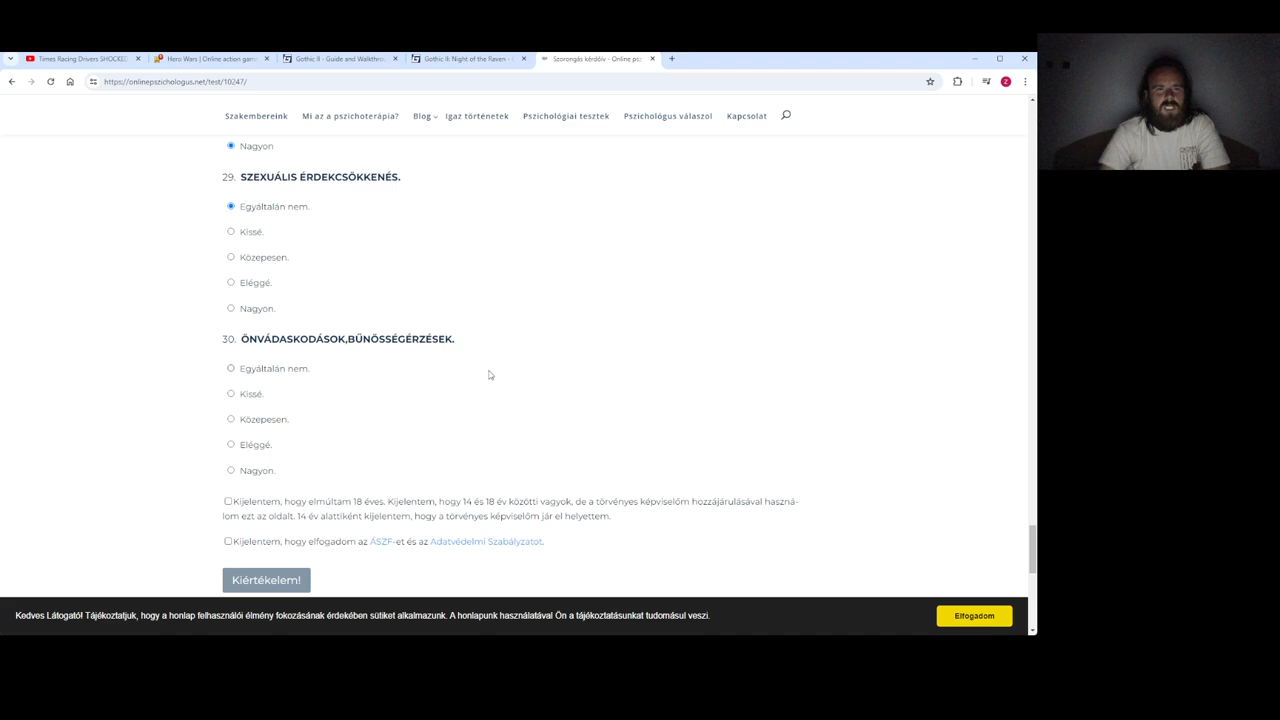 Times Racing Drivers SHOCKED
Hero Wars | Online action gam
Gothic II - Guide and Walkthro
Gothic II: Night of the Raven -
Szorongás kérdőív - Online psz
https://onlinepszichologus.net/test/10247/
Szakembereink
Mi az a pszichoterápia?
Blog
Igaz történetek
Pszichológiai tesztek
Pszichológus válaszol
Kapcsolat
Nagyon
29. SZEXUÁLIS ÉRDEKCSÖKKENÉS.
Egyáltalán nem.
Kissé.
Közepesen.
Eléggé.
Nagyon.
30. ÖNVÁDASKODÁSOK,BŰNÖSSÉGÉRZÉSEK.
Egyáltalán nem.
Kissé.
Közepesen.
Eléggé.
Nagyon.
Kijelentem, hogy elmúltam 18 éves. Kijelentem, hogy 14 és 18 év közötti vagyok, de a törvényes képviselőm hozzájárulásával haszná-
lom ezt az oldalt. 14 év alattiként kijelentem, hogy a törvényes képviselőm jár el helyettem.
Kijelentem, hogy elfogadom az ÁSZF-et és az Adatvédelmi Szabályzatot.
Kiértékelem!
Kedves Látogató! Tájékoztatjuk, hogy a honlap felhasználói élmény fokozásának érdekében sütiket alkalmazunk. A honlapunk használatával Ön a tájékoztatásunkat tudomásul veszi.
Elfogadom